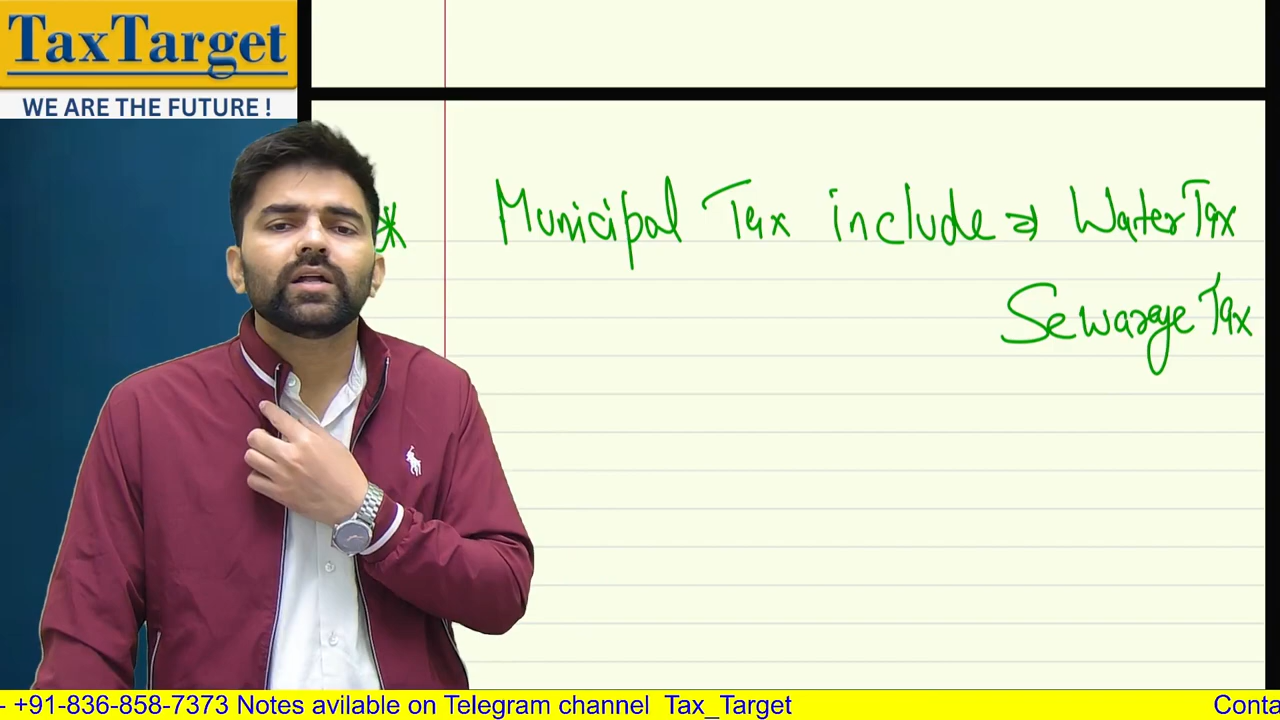 TaxTarget
WE ARE THE FUTURE !
* Municipal Tax include ⇒ Water Tax
Sewarage Tax
- +91-836-858-7373 Notes avilable on Telegram channel Tax_Target
Conta